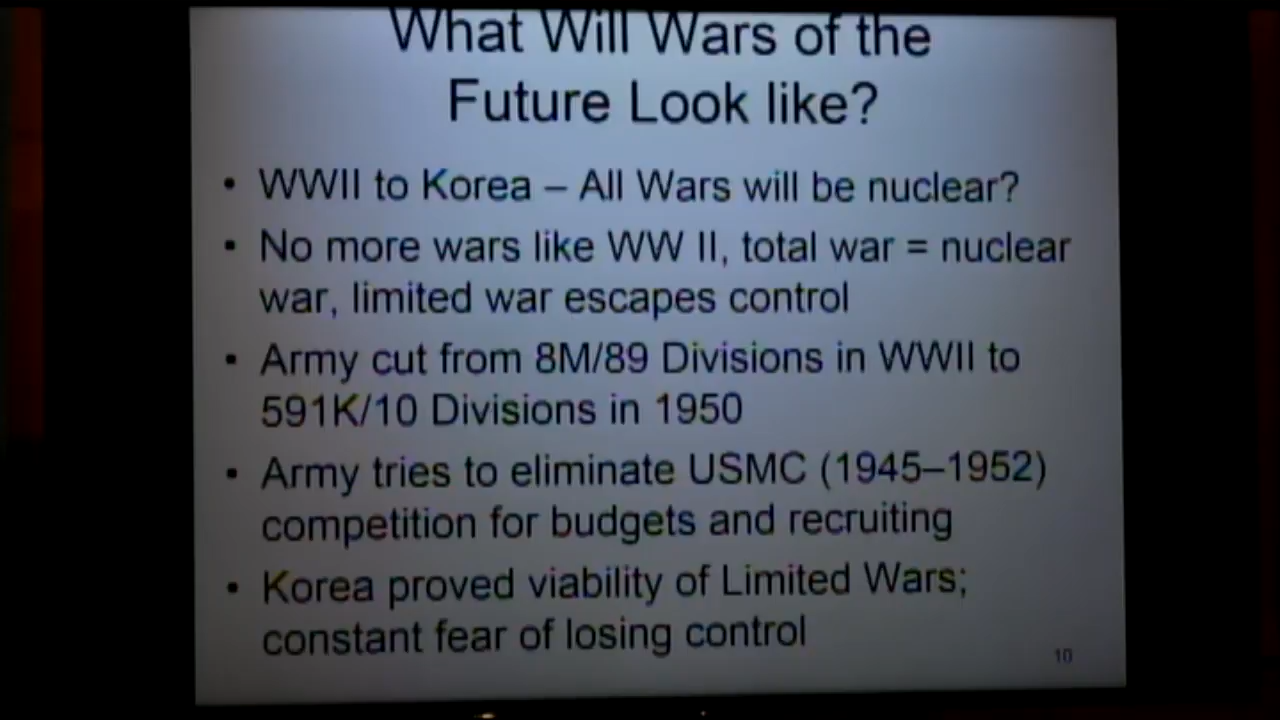 What Will Wars of the
Future Look like?
• WWII to Korea – All Wars will be nuclear?
• No more wars like WW II, total war = nuclear
war, limited war escapes control
• Army cut from 8M/89 Divisions in WWII to
591K/10 Divisions in 1950
• Army tries to eliminate USMC (1945–1952)
competition for budgets and recruiting
• Korea proved viability of Limited Wars;
constant fear of losing control
10